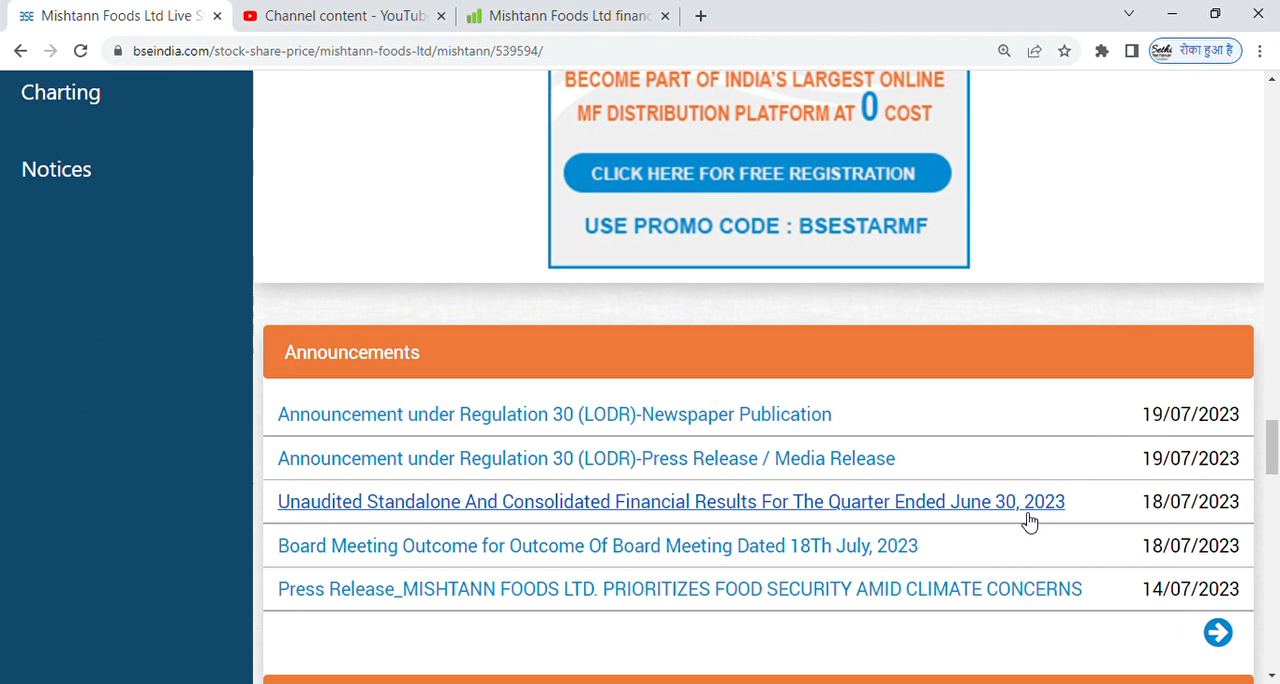 Mishtann Foods Ltd Live S
Channel content - YouTub
Mishtann Foods Ltd financ
bseindia.com/stock-share-price/mishtann-foods-ltd/mishtann/539594/
Sethi
रोका हुआ है
Charting
Notices
BECOME PART OF INDIA'S LARGEST ONLINE
MF DISTRIBUTION PLATFORM AT 0 COST
CLICK HERE FOR FREE REGISTRATION
USE PROMO CODE : BSESTARMF
Announcements
Announcement under Regulation 30 (LODR)-Newspaper Publication 19/07/2023
Announcement under Regulation 30 (LODR)-Press Release / Media Release 19/07/2023
Unaudited Standalone And Consolidated Financial Results For The Quarter Ended June 30, 2023 18/07/2023
Board Meeting Outcome for Outcome Of Board Meeting Dated 18Th July, 2023 18/07/2023
Press Release_MISHTANN FOODS LTD. PRIORITIZES FOOD SECURITY AMID CLIMATE CONCERNS 14/07/2023